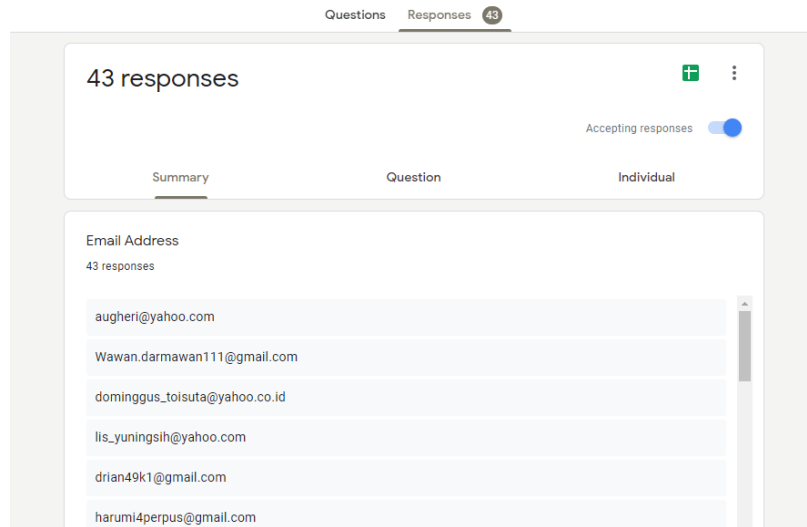 Questions Responses 43
43 responses
Accepting responses
Summary Question Individual
Email Address
43 responses
augheri@yahoo.com
Wawan.darmawan111@gmail.com
dominggus_toisuta@yahoo.co.id
lis_yuningsih@yahoo.com
drian49k1@gmail.com
harumi4perpus@gmail.com